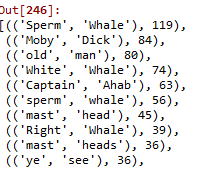 Out[246]:
[(('Sperm', 'Whale'), 119),
(('Moby', 'Dick'), 84),
(('old', 'man'), 80),
(('White', 'Whale'), 74),
(('Captain', 'Ahab'), 63),
(('sperm', 'whale'), 56),
(('mast', 'head'), 45),
(('Right', 'Whale'), 39),
(('mast', 'heads'), 36),
(('ye', 'see'), 36),